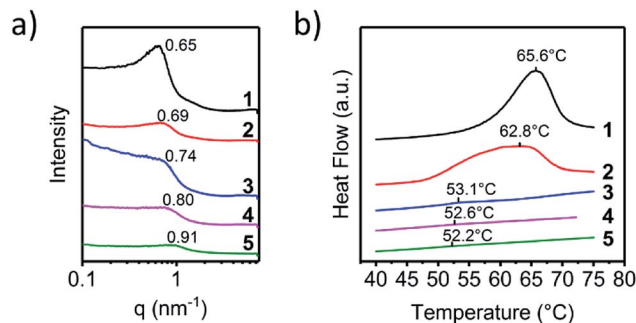 a)
Intensity
0.65
1
0.69
2
0.74
3
0.80
4
0.91
5
0.1
1
q (nm⁻¹)
b)
Heat Flow (a.u.)
65.6°C
1
62.8°C
2
53.1°C
3
52.6°C
4
52.2°C
5
40 45 50 55 60 65 70 75 80
Temperature (°C)